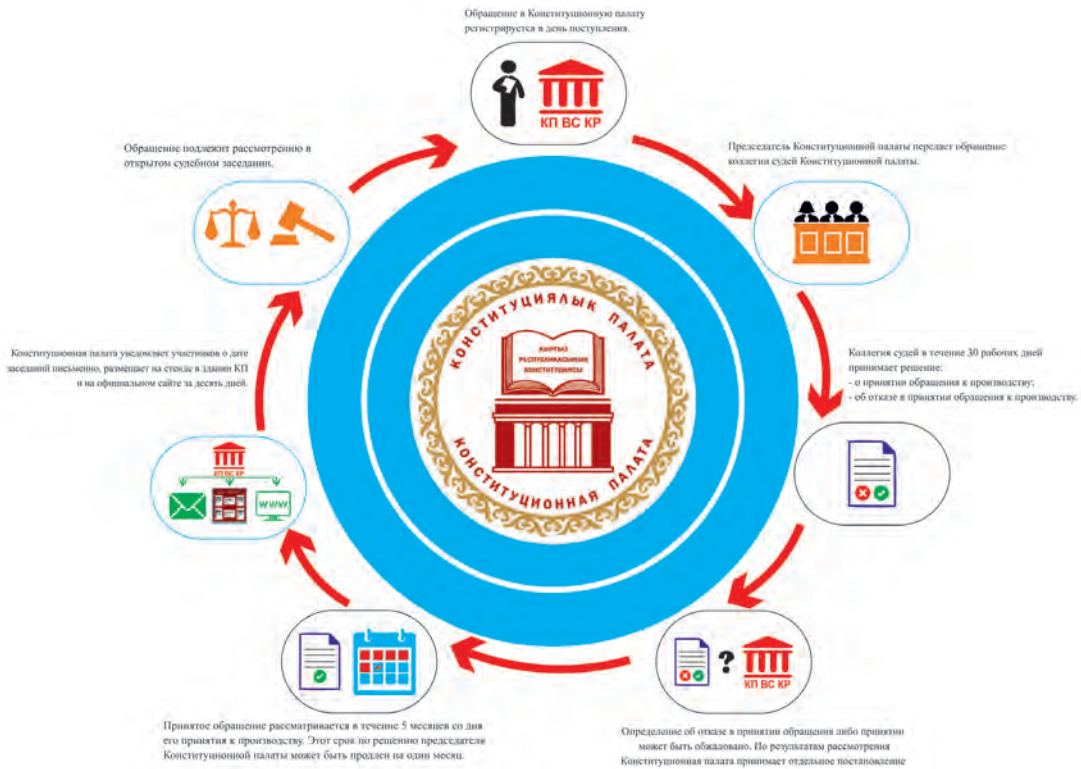 Обращение в Конституционную палату
регистрируется в день поступления.
КП ВС КР
Председатель Конституционной палаты передает обращение
коллегии судей Конституционной палаты.
Коллегия судей в течение 30 рабочих дней
принимает решение:
- о принятии обращения к производству;
- об отказе в принятии обращения к производству.
КП ВС КР
?
Определение об отказе в принятии обращения либо принятии
может быть обжаловано. По результатам рассмотрения
Конституционная палата принимает отдельное постановление
Принятое обращение рассматривается в течение 5 месяцев со дня
его принятия к производству. Этот срок по решению председателя
Конституционной палаты может быть продлен на один месяц.
Конституционная палата уведомляет участников о дате
заседаний письменно, размещает на стенде в здании КП
и на официальном сайте за десять дней.
КП ВС КР
WWW
Обращение подлежит рассмотрению в
открытом судебном заседании.
КОНСТИТУЦИЯЛЫК ПАЛАТА
КЫРГЫЗ
РЕСПУБЛИКАСЫНЫН
КОНСТИТУЦИЯСЫ
КОНСТИТУЦИОННАЯ ПАЛАТА